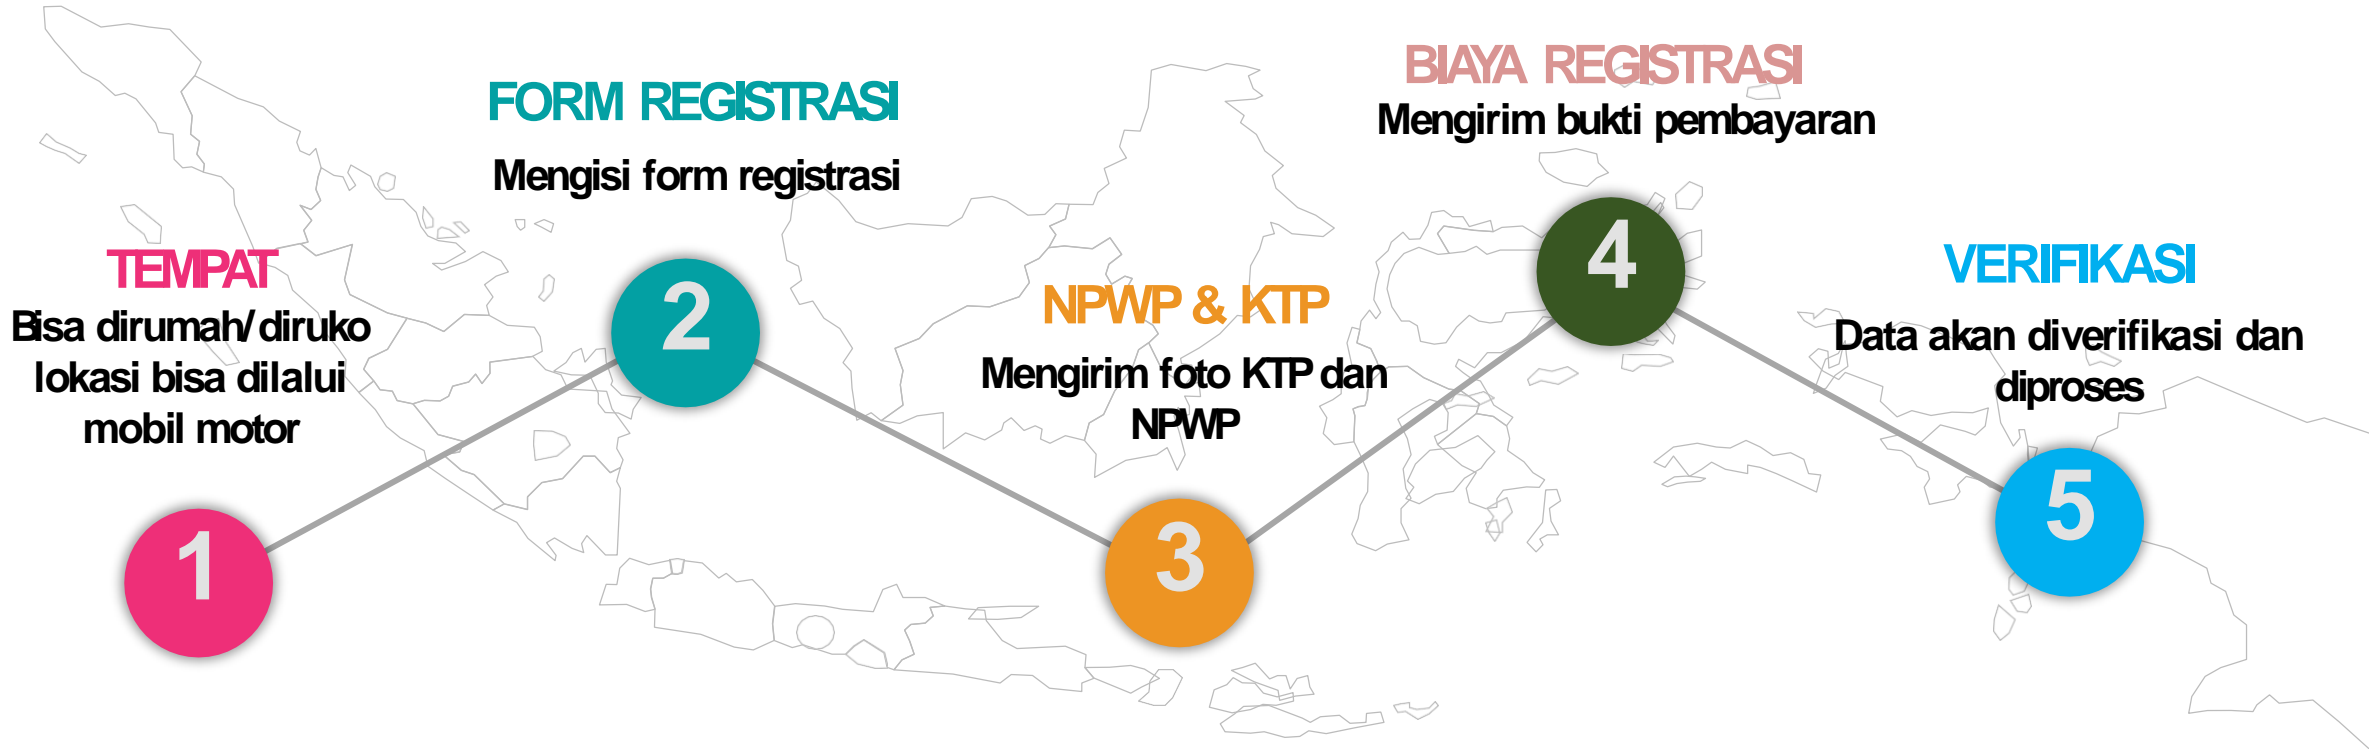 TEMPAT
Bisa dirumah/diruko
lokasi bisa dilalui
mobil motor
1
FORM REGISTRASI
Mengisi form registrasi
2
NPWP & KTP
Mengirim foto KTP dan
NPWP
3
BIAYA REGISTRASI
Mengirim bukti pembayaran
4
VERIFIKASI
Data akan diverifikasi dan
diproses
5